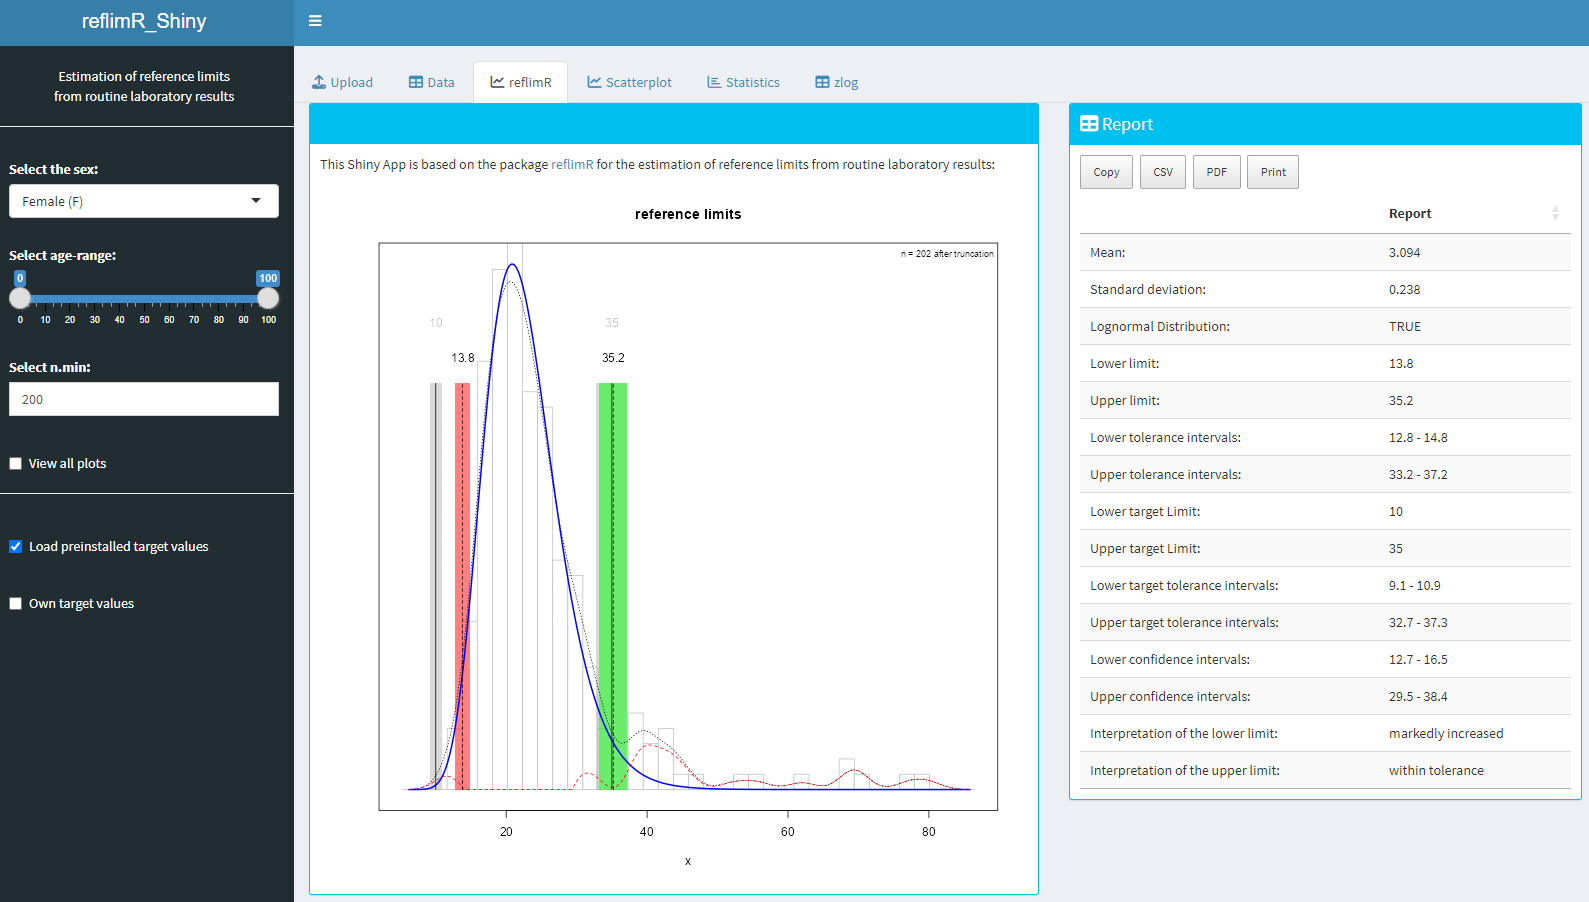 reflimR_Shiny
Estimation of reference limits
from routine laboratory results
Select the sex:
Female (F)
Select age-range:
0 100
0 10 20 30 40 50 60 70 80 90 100
Select n.min:
200
View all plots
Load preinstalled target values
Own target values
Upload Data reflimR Scatterplot Statistics zlog
This Shiny App is based on the package reflimR for the estimation of reference limits from routine laboratory results:
reference limits
n = 202 after truncation
10 35
13.8 35.2
20 40 60 80
x
Report
Copy CSV PDF Print
Report
Mean: 3.094
Standard deviation: 0.238
Lognormal Distribution: TRUE
Lower limit: 13.8
Upper limit: 35.2
Lower tolerance intervals: 12.8 - 14.8
Upper tolerance intervals: 33.2 - 37.2
Lower target Limit: 10
Upper target Limit: 35
Lower target tolerance intervals: 9.1 - 10.9
Upper target tolerance intervals: 32.7 - 37.3
Lower confidence intervals: 12.7 - 16.5
Upper confidence intervals: 29.5 - 38.4
Interpretation of the lower limit: markedly increased
Interpretation of the upper limit: within tolerance